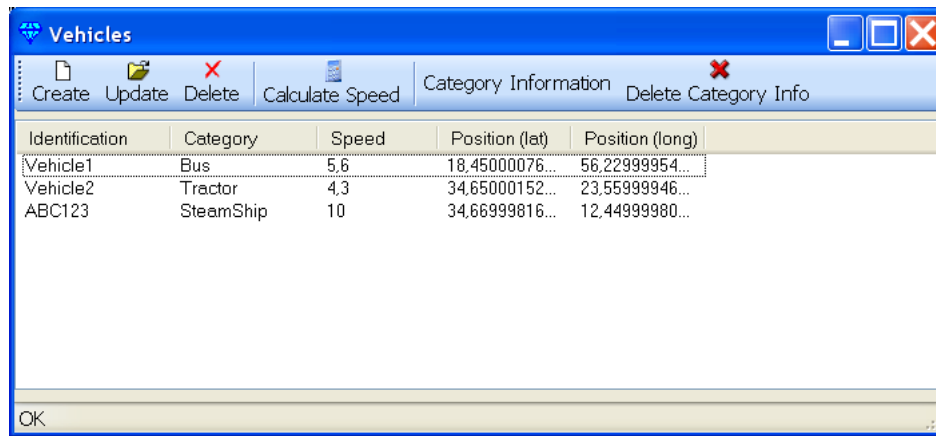 Vehicles
Create Update Delete Calculate Speed Category Information Delete Category Info
Identification Category Speed Position (lat) Position (long)
Vehicle1 Bus 5,6 18,45000076... 56,22999954...
Vehicle2 Tractor 4,3 34,65000152... 23,55999946...
ABC123 SteamShip 10 34,66999816... 12,44999980...
OK